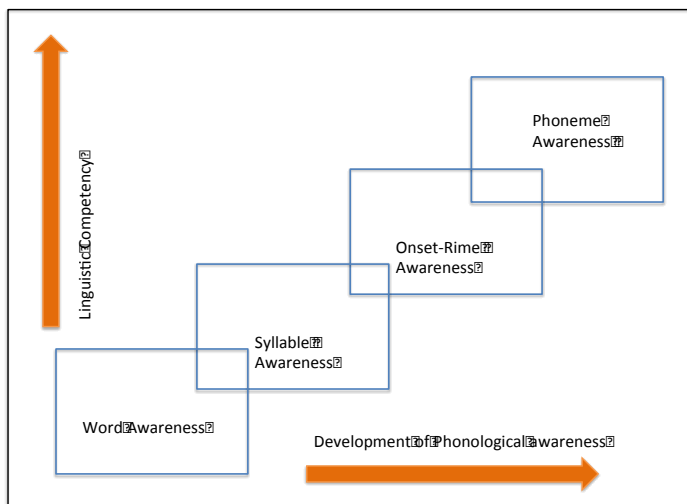 Phoneme
Awareness
Onset-Rime
Awareness
Linguistic Competency
Syllable
Awareness
Word Awareness
Development of Phonological awareness